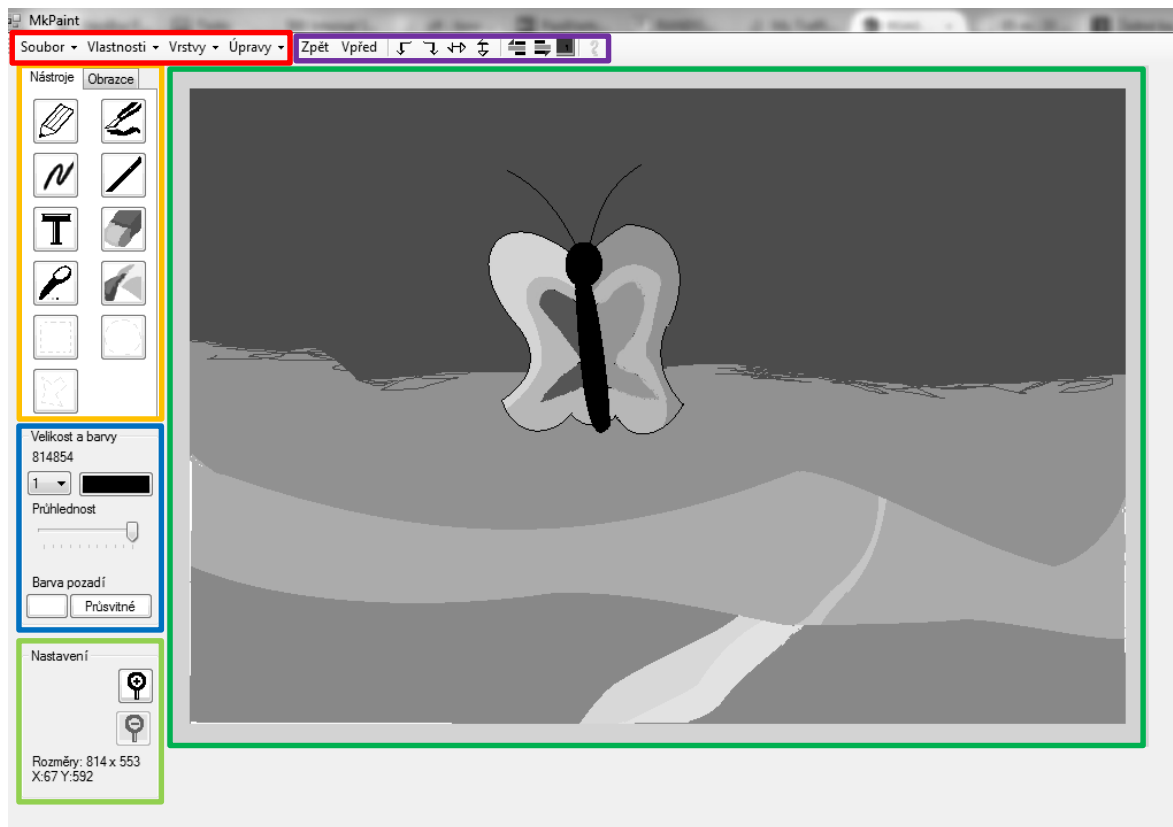 MkPaint
Soubor Vlastnosti Vrstvy Úpravy Zpět Vpřed 1
Nástroje Obrazce
Velikost a barvy
814854
1
Průhlednost
Barva pozadí
Průsvitné
Nastavení
Rozměry: 814 x 553
X:67 Y:592